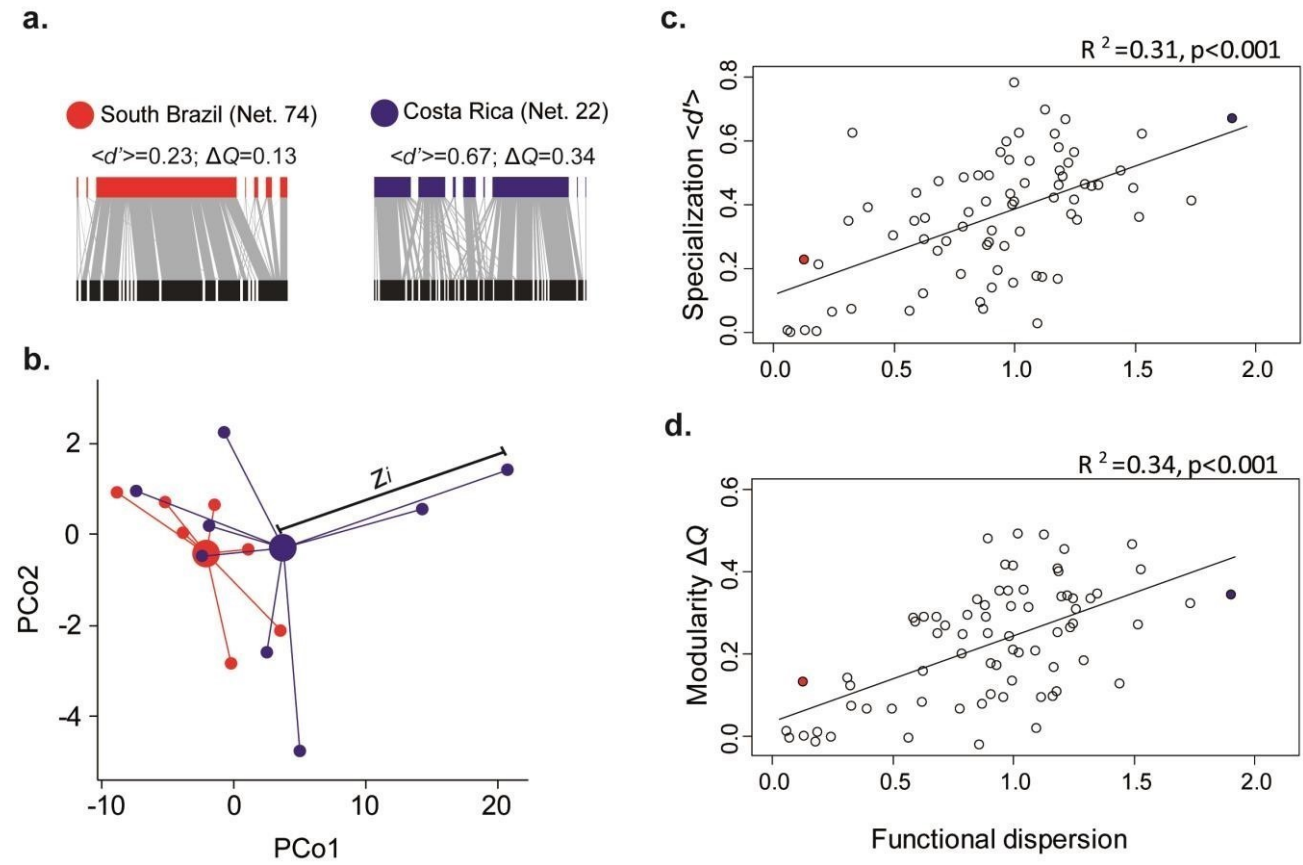 a.
South Brazil (Net. 74)
Costa Rica (Net. 22)
<d'>=0.23; ΔQ=0.13
<d'>=0.67; ΔQ=0.34
b.
2
0
-2
-4
PCo2
Zi
-10
0
10
20
PCo1
c.
R²=0.31, p<0.001
0.8
0.6
0.4
0.2
0.0
Specialization <d'>
0.0
0.5
1.0
1.5
2.0
d.
R²=0.34, p<0.001
0.6
0.4
0.2
0.0
Modularity ΔQ
0.0
0.5
1.0
1.5
2.0
Functional dispersion